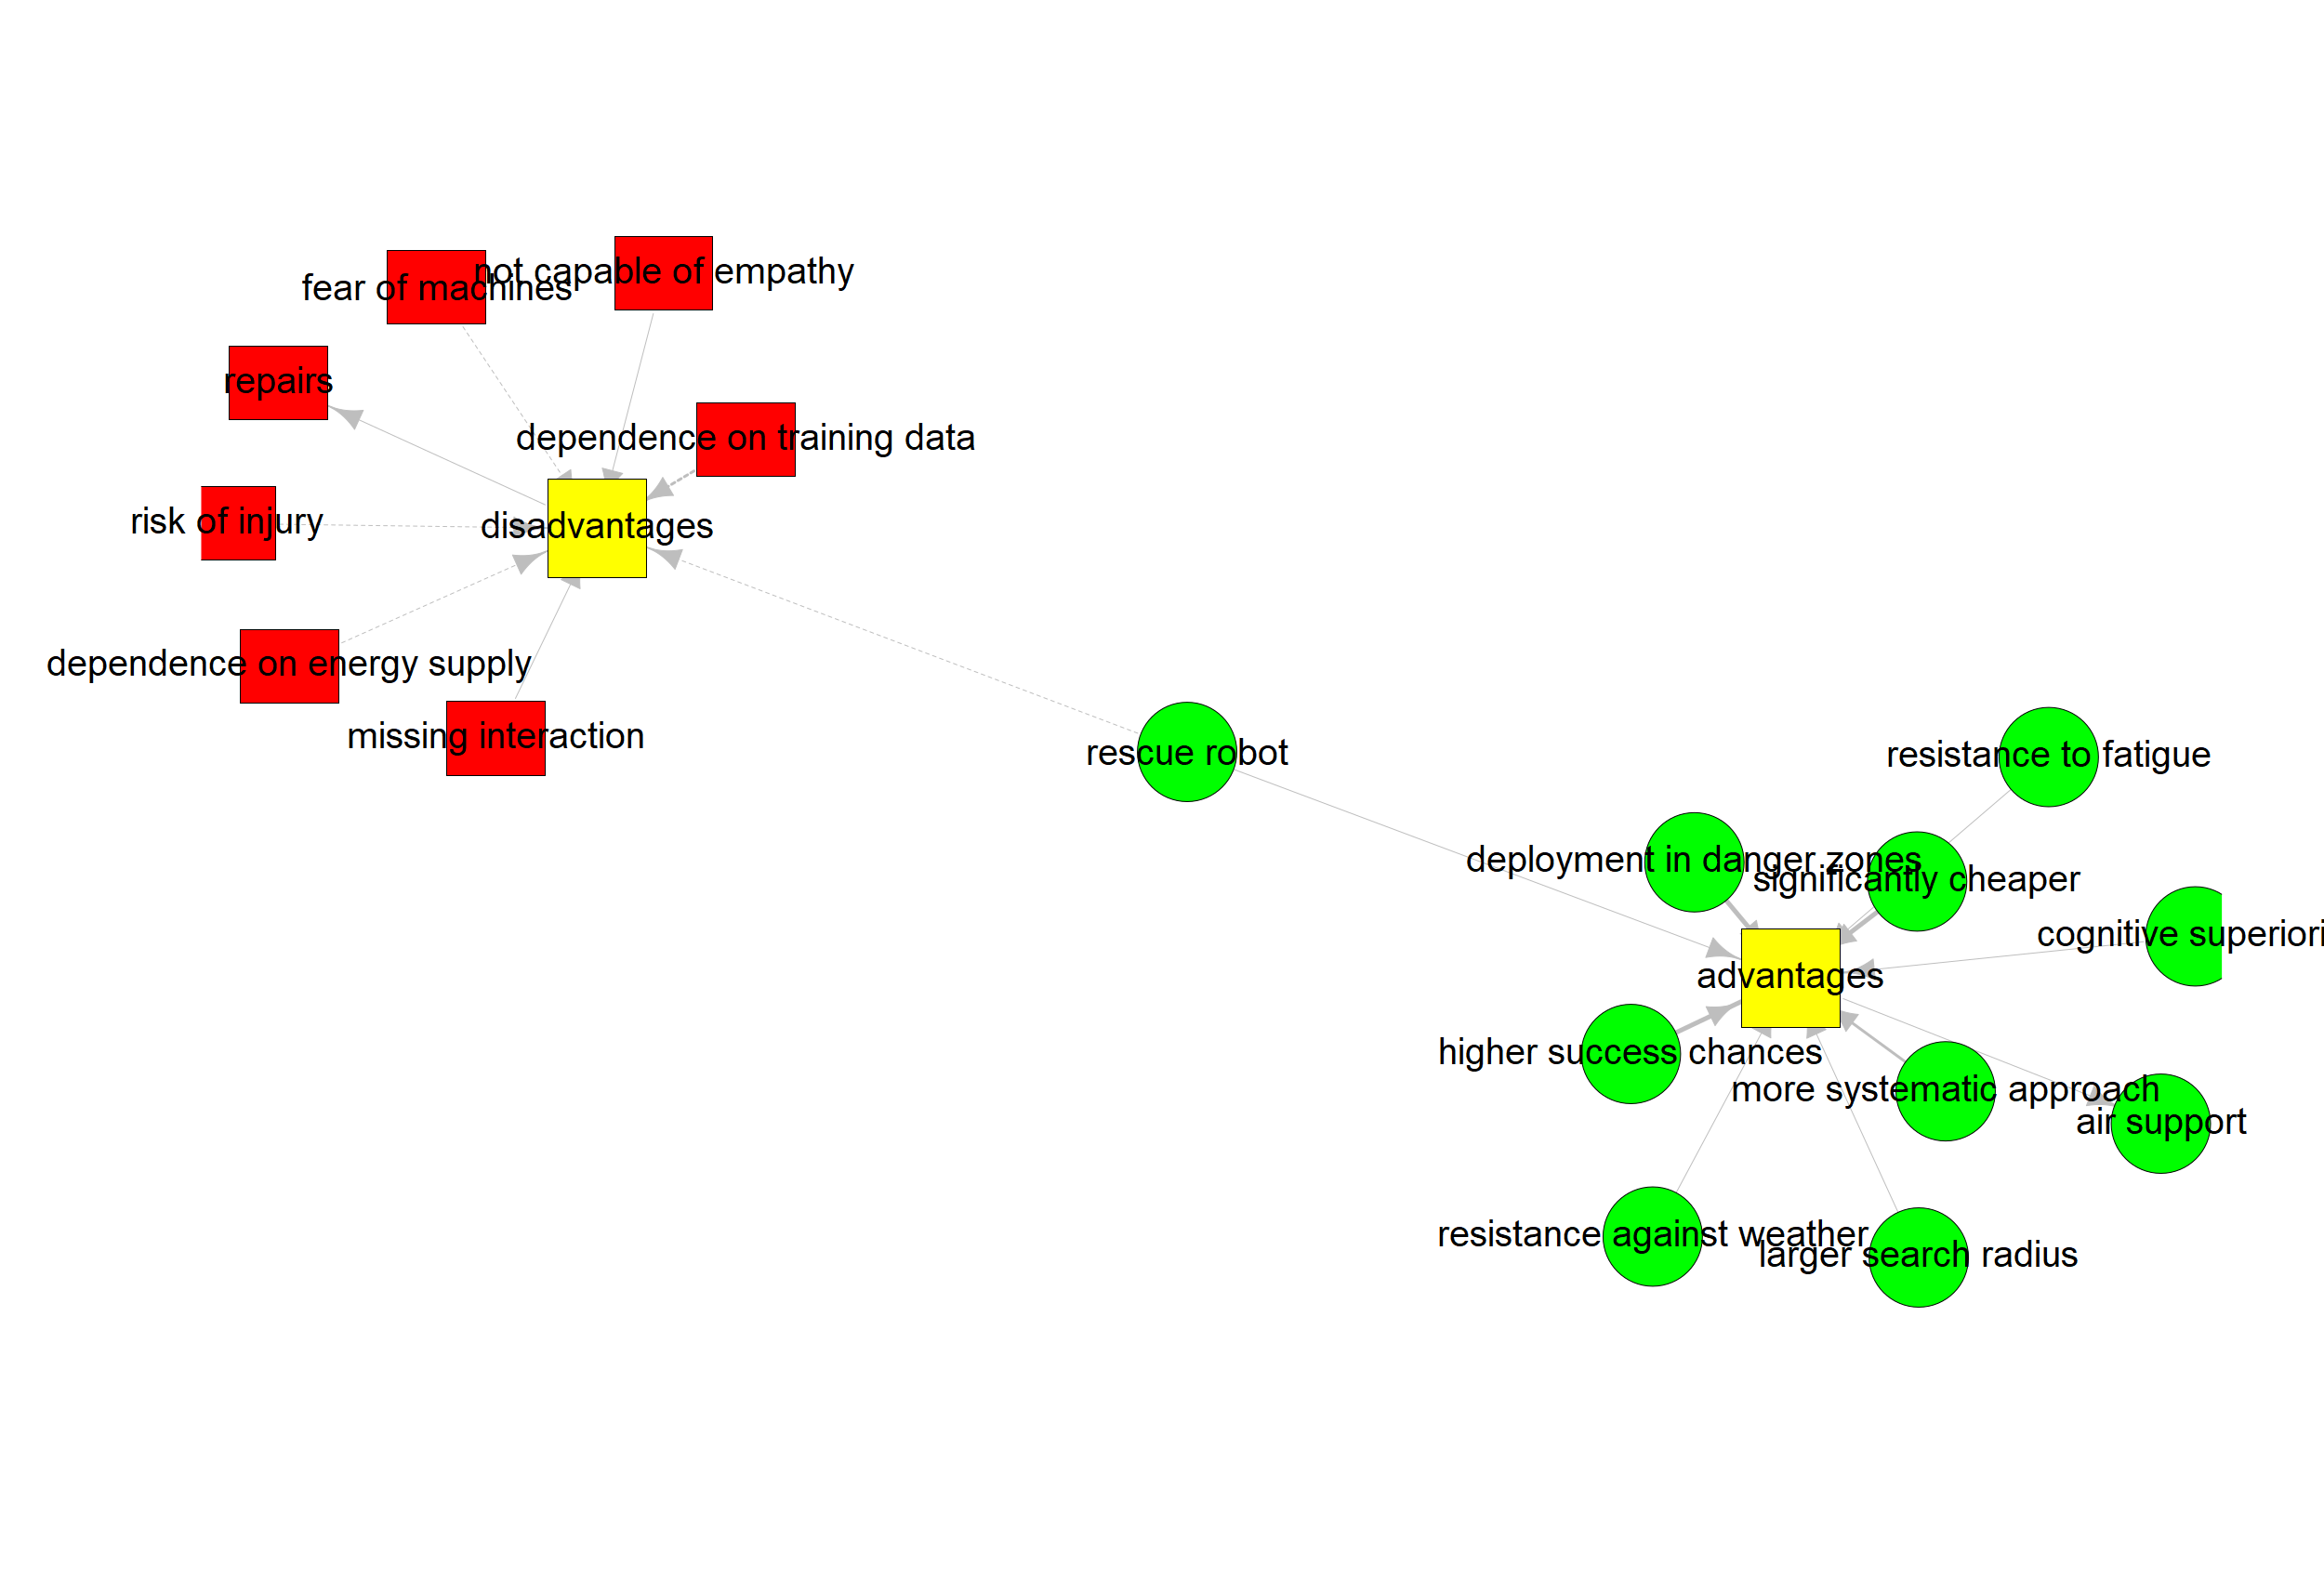 not capable of empathy
fear of machines
repairs
dependence on training data
risk of injury
disadvantages
dependence on energy supply
missing interaction
rescue robot
resistance to fatigue
deployment in danger zones
significantly cheaper
cognitive superiori
advantages
higher success chances
more systematic approach
air support
resistance against weather
larger search radius